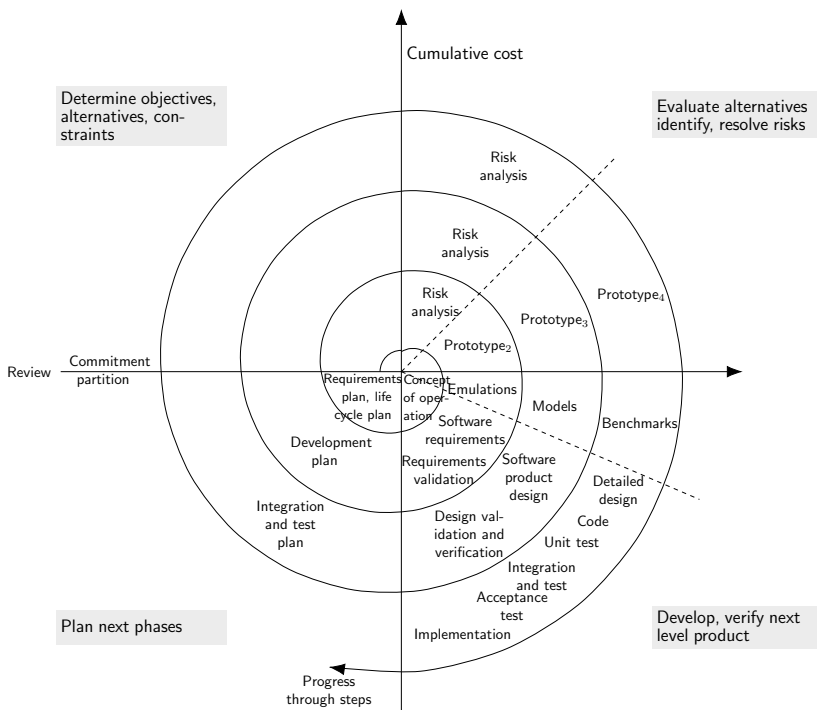 Cumulative cost
Determine objectives,
alternatives, con-
straints
Evaluate alternatives
identify, resolve risks
Risk
analysis
Risk
analysis
Risk
analysis
Prototype₄
Prototype₃
Prototype₂
Review
Commitment
partition
Requirements
plan, life
cycle plan
Concept
of oper-
ation
Emulations
Models
Benchmarks
Software
requirements
Development
plan
Requirements
validation
Software
product
design
Detailed
design
Integration
and test
plan
Design val-
idation and
verification
Code
Unit test
Integration
and test
Acceptance
test
Implementation
Plan next phases
Develop, verify next
level product
Progress
through steps